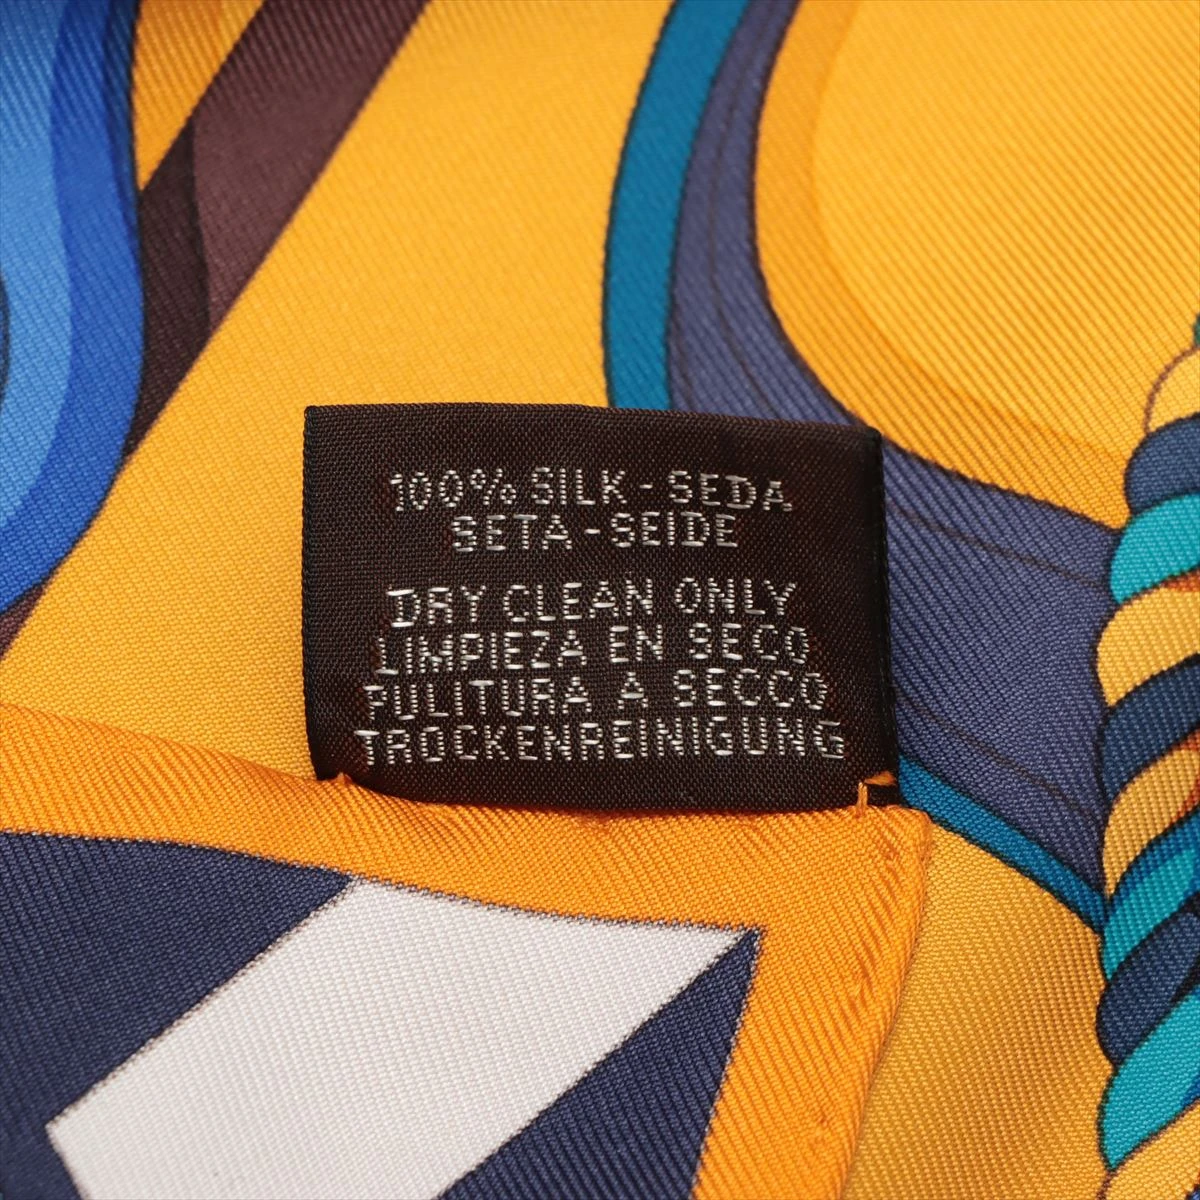 100% SILK - SEDA
SETA - SEIDE
DRY CLEAN ONLY
LIMPIEZA EN SECO
PULITURA A SECCO
TROCKENREINIGUNG